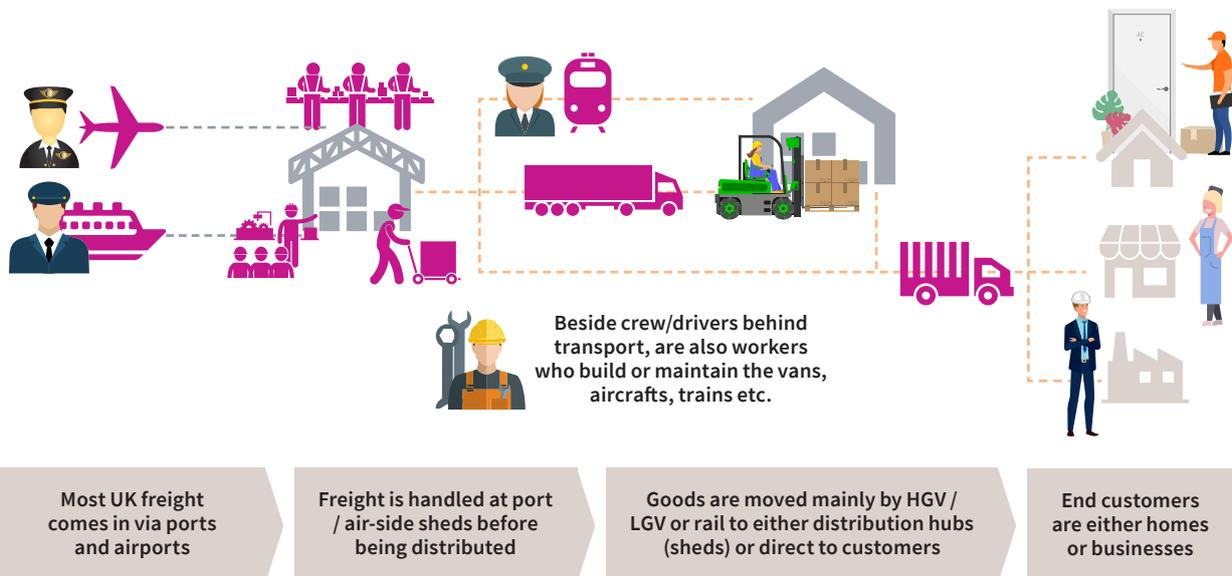 Beside crew/drivers behind
transport, are also workers
who build or maintain the vans,
aircrafts, trains etc.
Most UK freight
comes in via ports
and airports
Freight is handled at port
/ air-side sheds before
being distributed
Goods are moved mainly by HGV /
LGV or rail to either distribution hubs
(sheds) or direct to customers
End customers
are either homes
or businesses